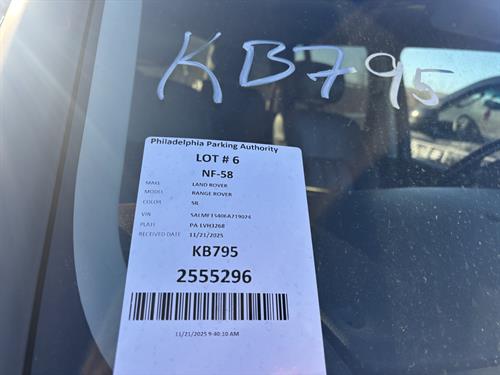 KB795
Philadelphia Parking Authority
LOT # 6
NF-58
MAKE LAND ROVER
MODEL RANGE ROVER
COLOR SIL
VIN SALMF15406A219024
PLATE PA-LVH3268
RECEIVED DATE 11/21/2025
KB795
2555296
11/21/2025 9:40:10 AM